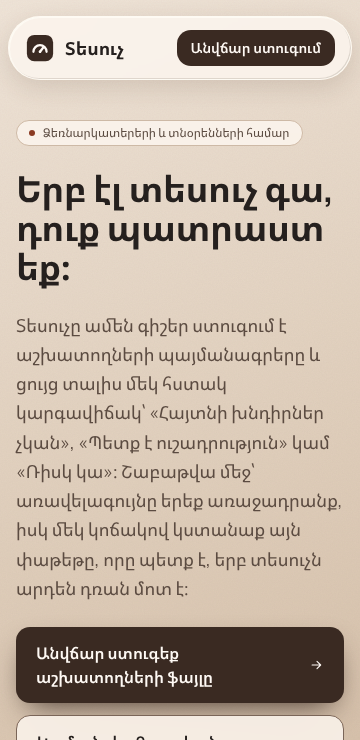 Տեսուչ
Անվճար ստուգում
Ձեռնարկատերերի և տնօրենների համար
Երբ էլ տեսուչ գա,
դուք պատրաստ
եք:
Տեսուչը ամեն գիշեր ստուգում է
աշխատողների պայմանագրերը և
ցույց տալիս մեկ հստակ
կարգավիճակ՝ «Հայտնի խնդիրներ
չկան», «Պետք է ուշադրություն» կամ
«Ռիսկ կա»: Շաբաթվա մեջ՝
առավելագույնը երեք առաջադրանք,
իսկ մեկ կոճակով կստանաք այն
փաթեթը, որը պետք է, երբ տեսուչն
արդեն դռան մոտ է:
Անվճար ստուգեք
աշխատողների ֆայլը →